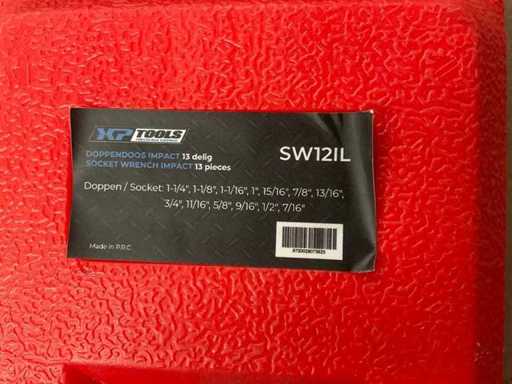 XP TOOLS
DOPPENDOOS IMPACT 13 delig
SOCKET WRENCH IMPACT 13 pieces
SW12IL
Doppen / Socket: 1-1/4", 1-1/8", 1-1/16", 1", 15/16", 7/8", 13/16",
3/4", 11/16", 5/8", 9/16", 1/2", 7/16"
Made in P.R.C.